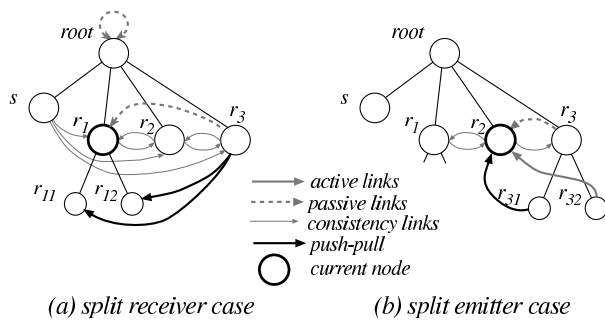 root
s
r1
r2
r3
r11
r12
root
s
r1
r2
r3
r31
r32
active links
passive links
consistency links
push-pull
current node
(a) split receiver case
(b) split emitter case